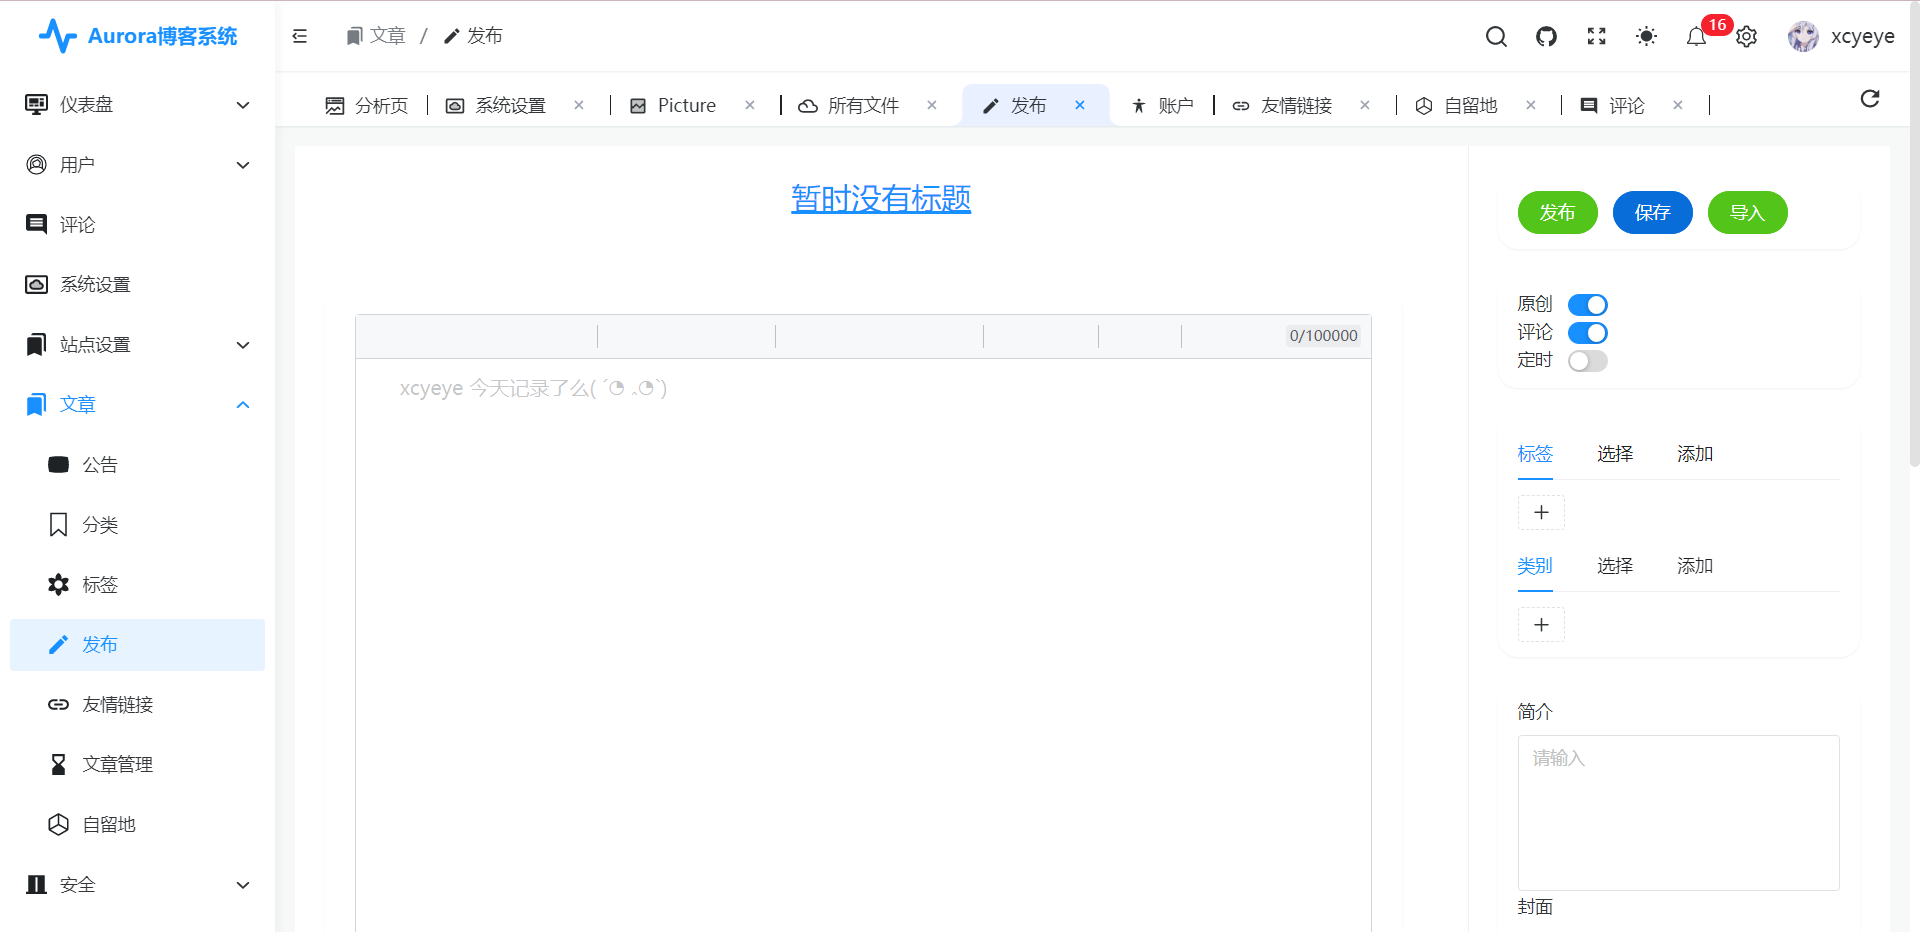 Aurora博客系统
仪表盘
用户
评论
系统设置
站点设置
文章
公告
分类
标签
发布
友情链接
文章管理
自留地
安全
文章 / 发布
16
xcyeye
分析页
系统设置
Picture
所有文件
发布
账户
友情链接
自留地
评论
暂时没有标题
0/100000
xcyeye 今天记录了么( ´◔ ‸◔`)
发布 保存 导入
原创
评论
定时
标签 选择 添加
类别 选择 添加
简介
请输入
封面